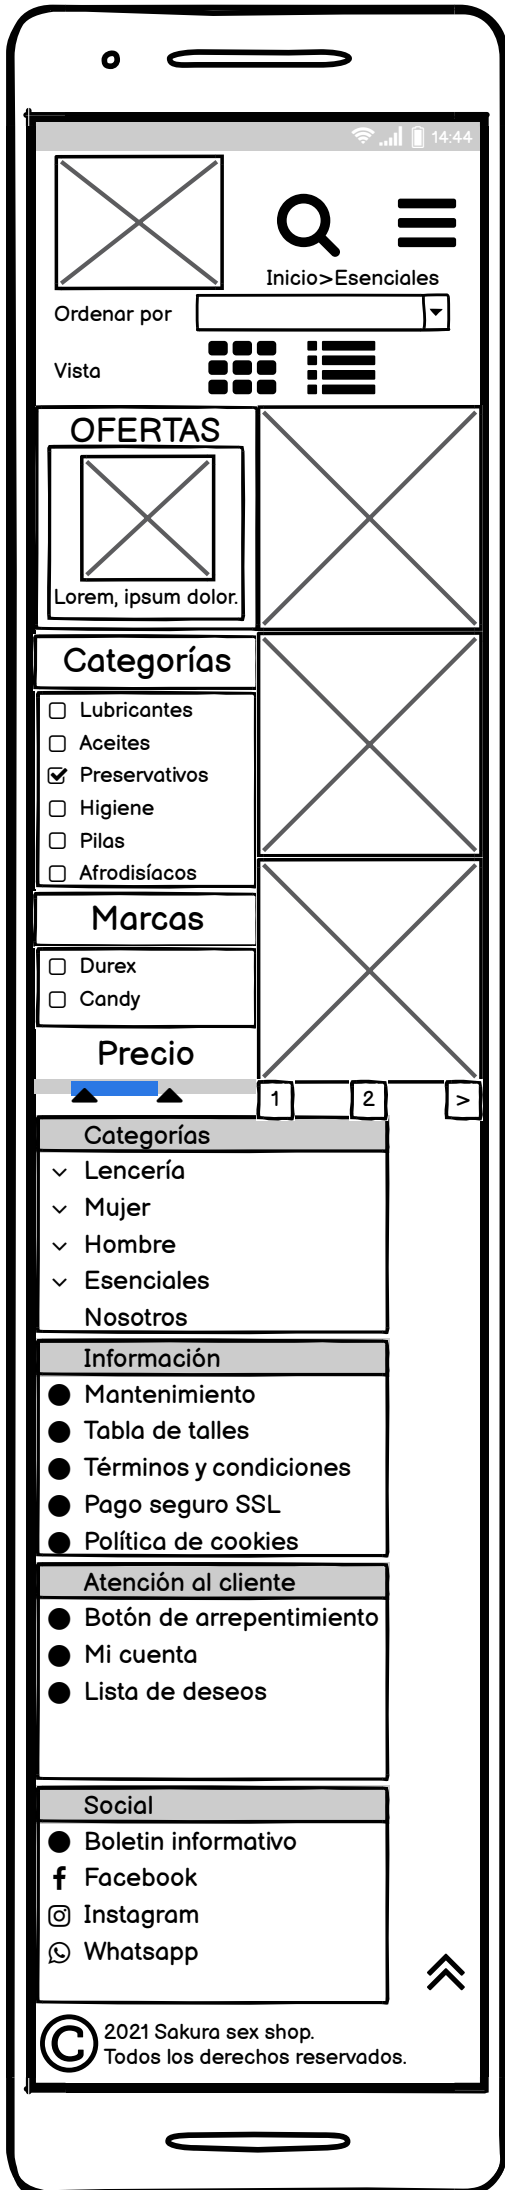 14:44
Inicio>Esenciales
Ordenar por
Vista
OFERTAS
Lorem, ipsum dolor.
Categorías
Lubricantes
Aceites
Preservativos
Higiene
Pilas
Afrodisíacos
Marcas
Durex
Candy
Precio
1 2 >
Categorías
Lencería
Mujer
Hombre
Esenciales
Nosotros
Información
Mantenimiento
Tabla de talles
Términos y condiciones
Pago seguro SSL
Política de cookies
Atención al cliente
Botón de arrepentimiento
Mi cuenta
Lista de deseos
Social
Boletin informativo
Facebook
Instagram
Whatsapp
© 2021 Sakura sex shop.
Todos los derechos reservados.